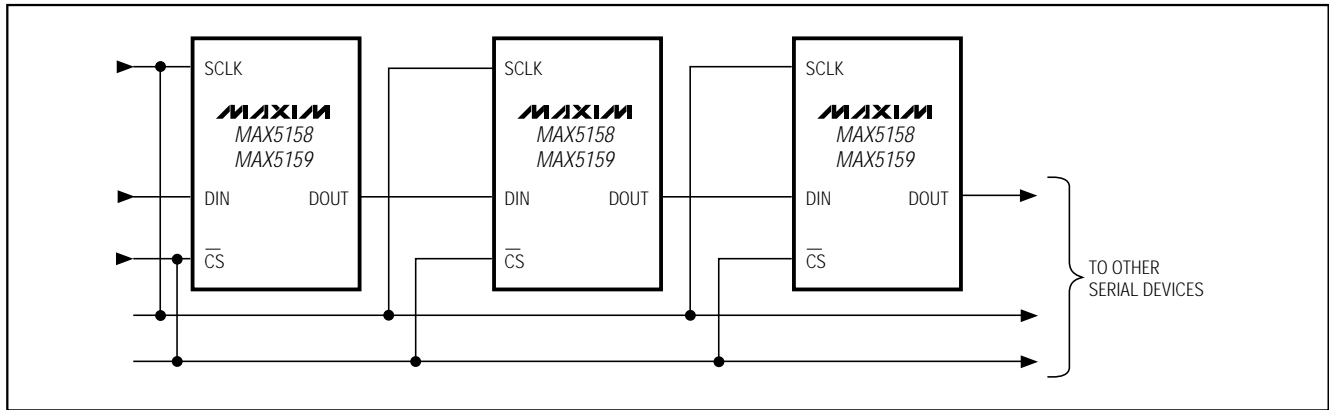 SCLK
MAXIM
MAX5158
MAX5159
DIN DOUT
CS
SCLK
MAXIM
MAX5158
MAX5159
DIN DOUT
CS
SCLK
MAXIM
MAX5158
MAX5159
DIN DOUT
CS
TO OTHER
SERIAL DEVICES